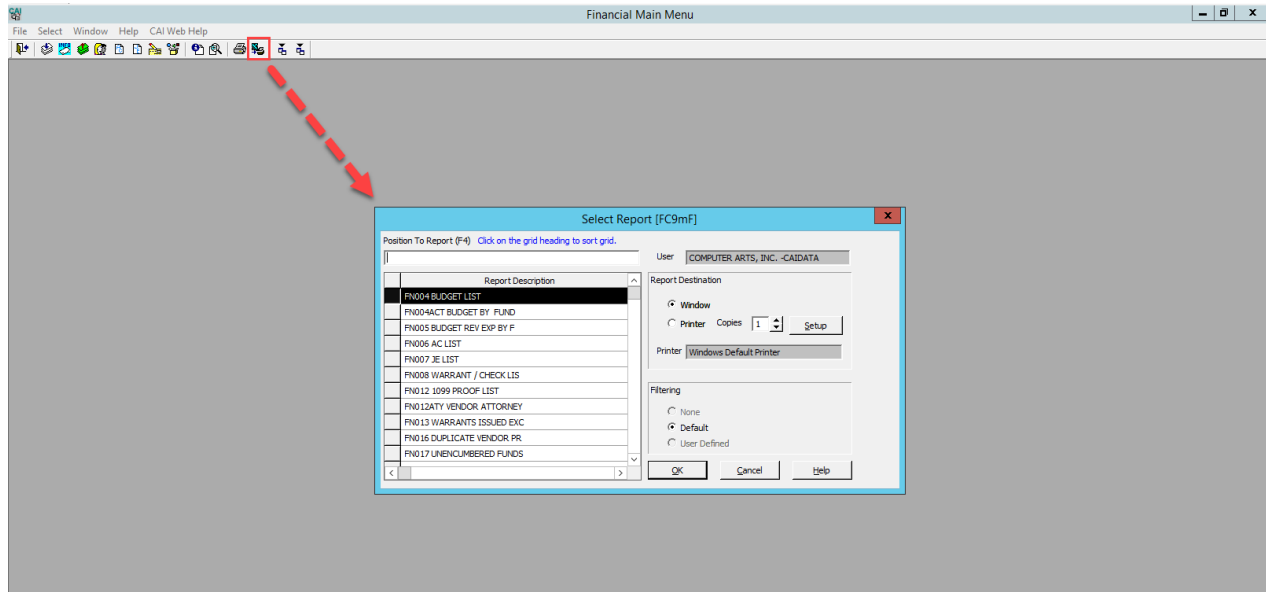 CAI
Financial Main Menu
File Select Window Help CAI Web Help
Select Report [FC9mF]
X
Position To Report (F4) Click on the grid heading to sort grid.
User COMPUTER ARTS, INC. -CAIDATA
Report Description
FN004 BUDGET LIST
FN004ACT BUDGET BY FUND
FN005 BUDGET REV EXP BY F
FN006 AC LIST
FN007 JE LIST
FN008 WARRANT / CHECK LIS
FN012 1099 PROOF LIST
FN012ATY VENDOR ATTORNEY
FN013 WARRANTS ISSUED EXC
FN016 DUPLICATE VENDOR PR
FN017 UNENCUMBERED FUNDS
Report Destination
Window
Printer Copies 1 Setup
Printer Windows Default Printer
Filtering
None
Default
User Defined
OK Cancel Help